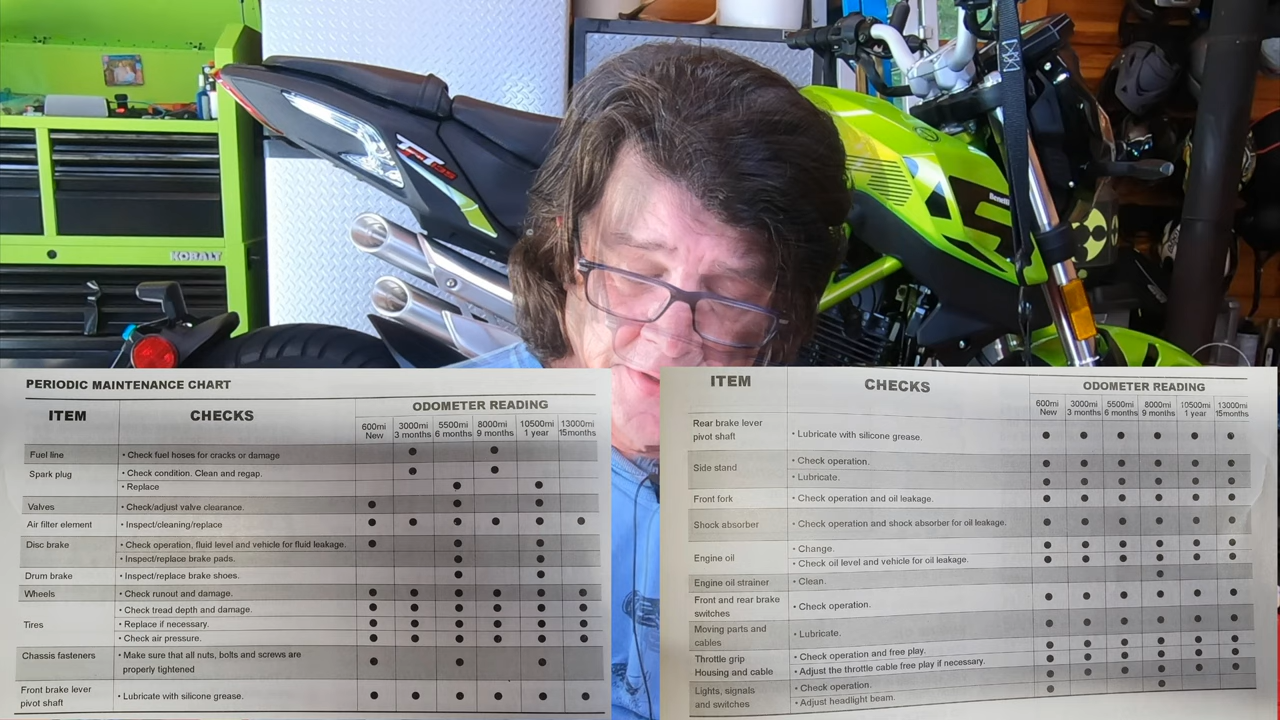 KOBALT
TNT 135
Benelli
PERIODIC MAINTENANCE CHART
ITEM CHECKS ODOMETER READING
600mi New 3000mi 3 months 5500mi 6 months 8000mi 9 months 10500mi 1 year 13000mi 15months
Fuel line • Check fuel hoses for cracks or damage ● ●
Spark plug • Check condition. Clean and regap. ● ●
• Replace ● ●
Valves • Check/adjust valve clearance. ● ● ●
Air filter element • Inspect/cleaning/replace ● ● ● ● ● ●
Disc brake • Check operation, fluid level and vehicle for fluid leakage. ● ● ●
• Inspect/replace brake pads. ● ●
Drum brake • Inspect/replace brake shoes. ● ●
Wheels • Check runout and damage. ● ● ● ● ● ●
Tires • Check tread depth and damage. ● ● ● ● ● ●
• Replace if necessary. ● ● ● ● ● ●
• Check air pressure. ● ● ● ● ● ●
Chassis fasteners • Make sure that all nuts, bolts and screws are
properly tightened ● ● ●
Front brake lever
pivot shaft • Lubricate with silicone grease. ● ● ● ● ● ●
ITEM CHECKS ODOMETER READING
600mi New 3000mi 3 months 5500mi 6 months 8000mi 9 months 10500mi 1 year 13000mi 15months
Rear brake lever
pivot shaft • Lubricate with silicone grease. ● ● ● ● ● ●
Side stand • Check operation. ● ● ● ● ● ●
• Lubricate. ● ● ● ● ● ●
Front fork • Check operation and oil leakage. ● ● ● ● ● ●
Shock absorber • Check operation and shock absorber for oil leakage. ● ● ● ● ● ●
Engine oil • Change. ● ● ● ● ● ●
• Check oil level and vehicle for oil leakage. ● ● ● ● ● ●
Engine oil strainer • Clean. ●
Front and rear brake
switches • Check operation. ● ● ● ● ● ●
Moving parts and
cables • Lubricate. ● ● ● ● ● ●
Throttle grip • Check operation and free play. ● ● ● ● ● ●
Housing and cable • Adjust the throttle cable free play if necessary. ● ● ● ● ● ●
Lights, signals
and switches • Check operation. ● ●
• Adjust headlight beam. ●